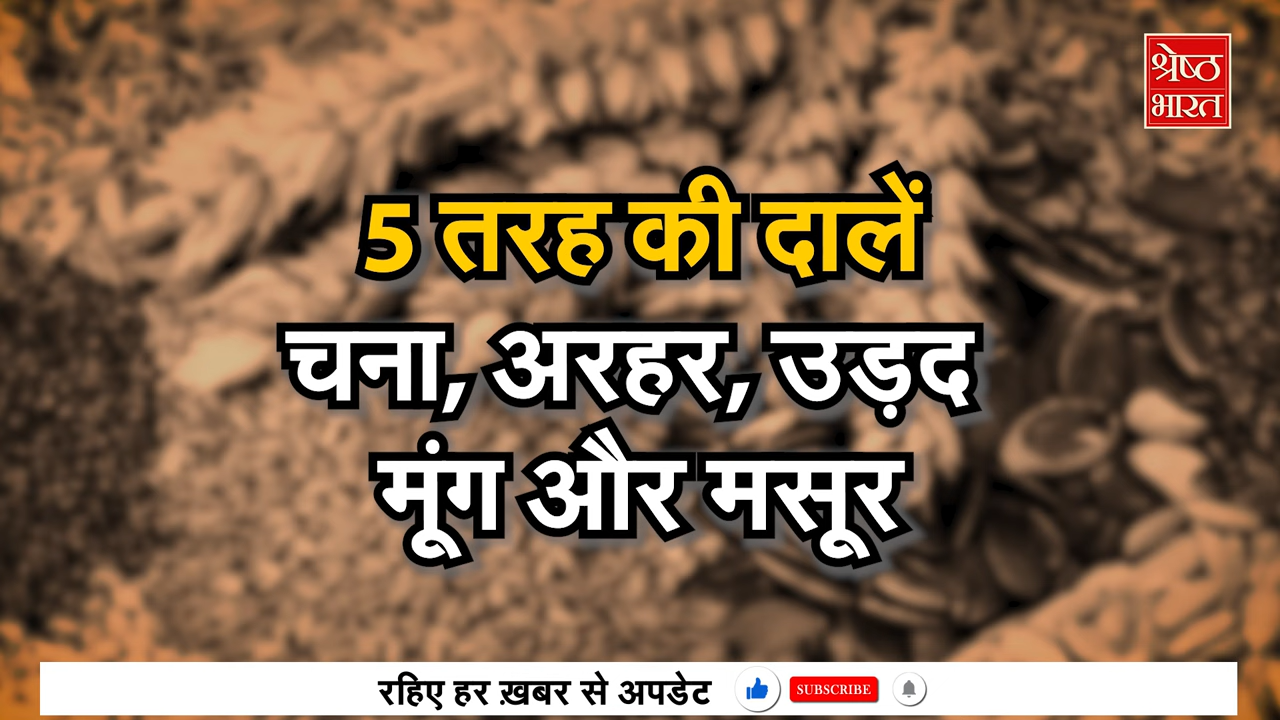 श्रेष्ठ
भारत
5 तरह की दालें
चना, अरहर, उड़द
मूंग और मसूर
रहिए हर ख़बर से अपडेट
SUBSCRIBE